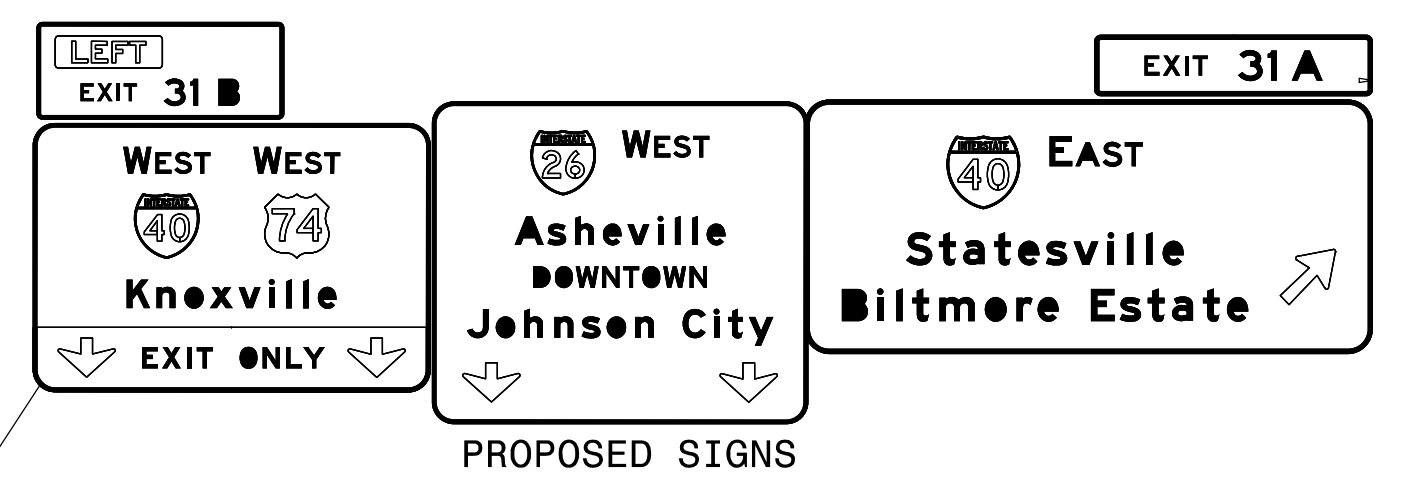 LEFT
EXIT 31 B
WEST WEST
INTERSTATE
40 74
Knoxville
EXIT ONLY
INTERSTATE
26 WEST
Asheville
DOWNTOWN
Johnson City
EXIT 31 A
INTERSTATE
40 EAST
Statesville
Biltmore Estate
PROPOSED SIGNS